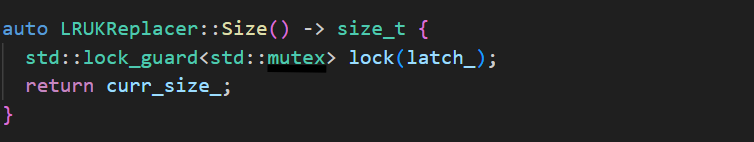 auto LRUKReplacer::Size() -> size_t {
  std::lock_guard<std::mutex> lock(latch_);
  return curr_size_;
}